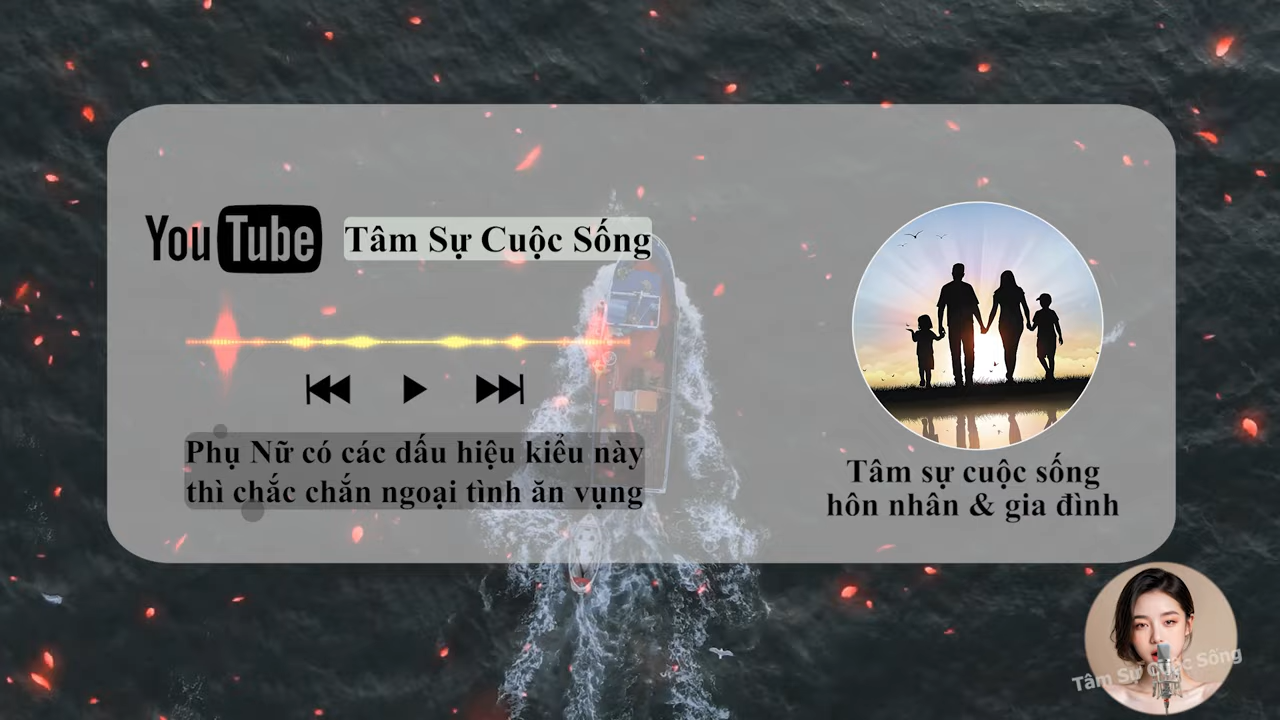 YouTube
Tâm Sự Cuộc Sống
Phụ Nữ có các dấu hiệu kiểu này
thì chắc chắn ngoại tình ăn vụng
Tâm sự cuộc sống
hôn nhân & gia đình
Tâm Sự Cuộc Sống